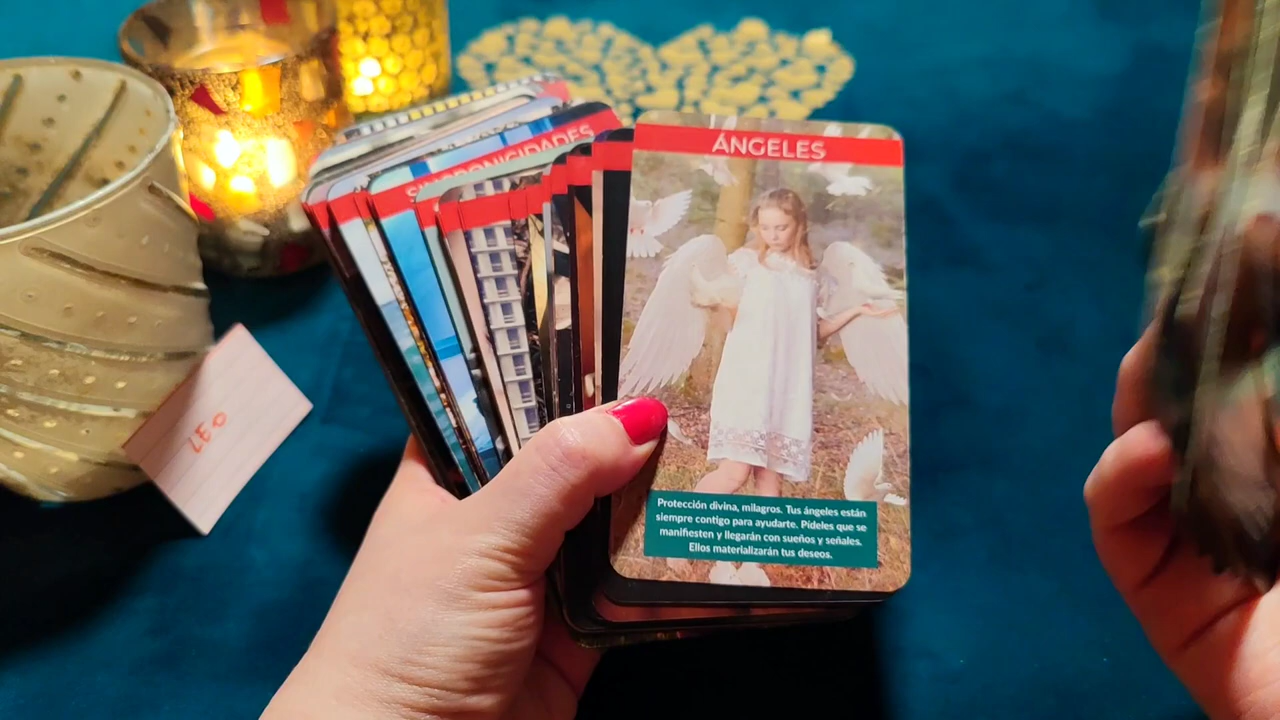 ÁNGELES
SINCRONICIDADES
Protección divina, milagros. Tus ángeles están
siempre contigo para ayudarte. Pídeles que se
manifiesten y llegarán con sueños y señales.
Ellos materializarán tus deseos.